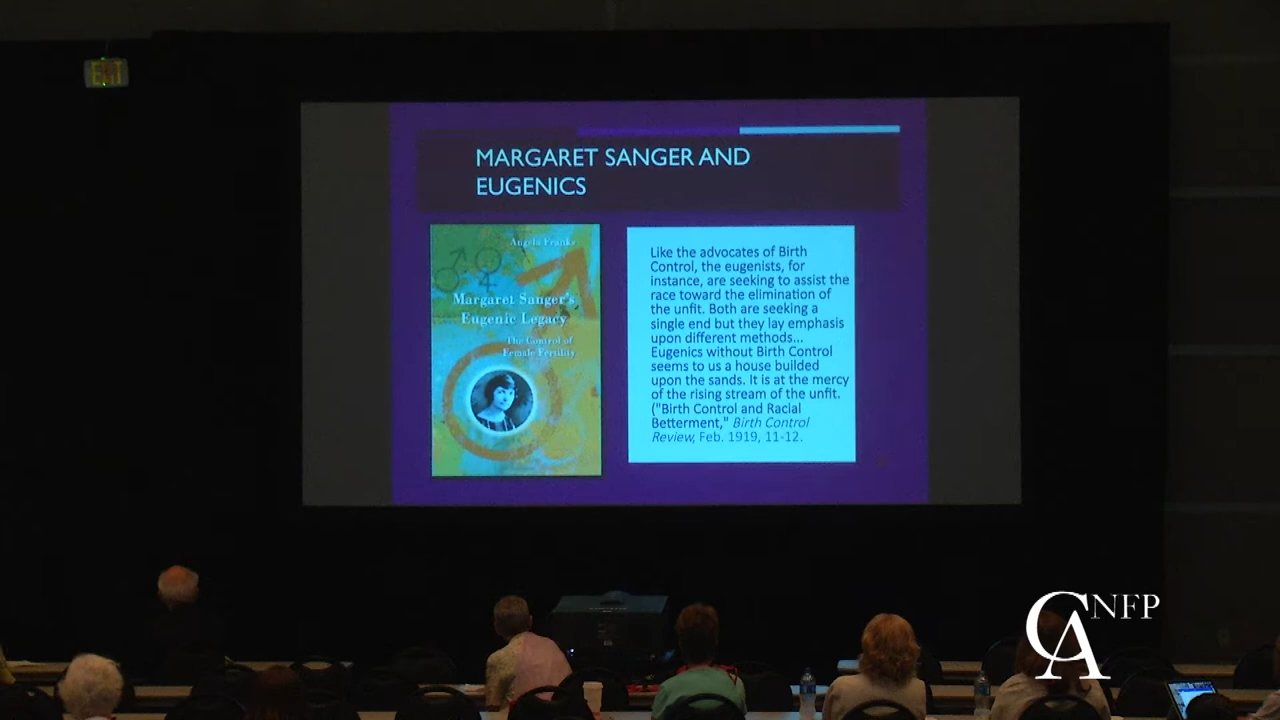 EXIT
MARGARET SANGER AND
EUGENICS
Angela Franks
Margaret Sanger's
Eugenic Legacy
The Control of
Female Fertility
Like the advocates of Birth
Control, the eugenists, for
instance, are seeking to assist the
race toward the elimination of
the unfit. Both are seeking a
single end but they lay emphasis
upon different methods...
Eugenics without Birth Control
seems to us a house builded
upon the sands. It is at the mercy
of the rising stream of the unfit.
("Birth Control and Racial
Betterment," Birth Control
Review, Feb. 1919, 11-12.
CA NFP